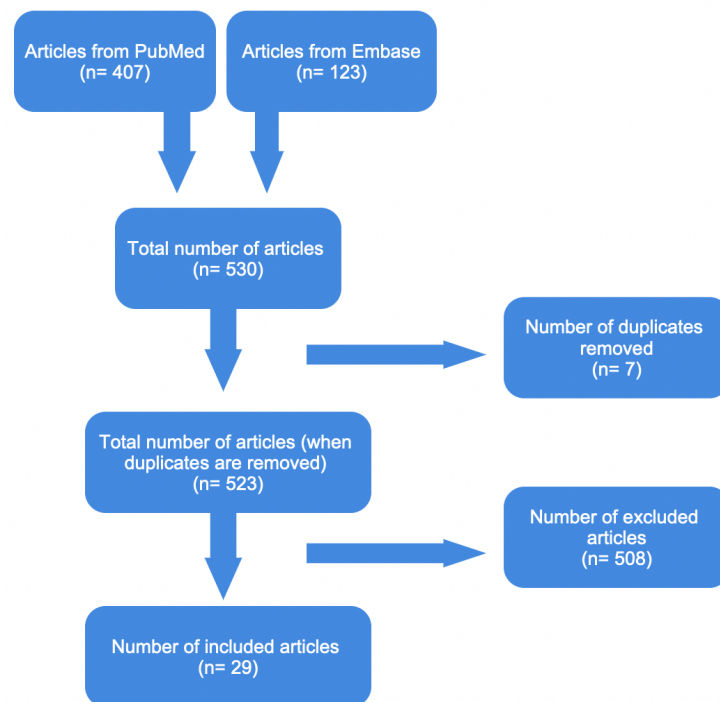 Articles from PubMed
(n= 407)
Articles from Embase
(n= 123)
Total number of articles
(n= 530)
Number of duplicates
removed
(n= 7)
Total number of articles (when
duplicates are removed)
(n= 523)
Number of excluded
articles
(n= 508)
Number of included articles
(n= 29)